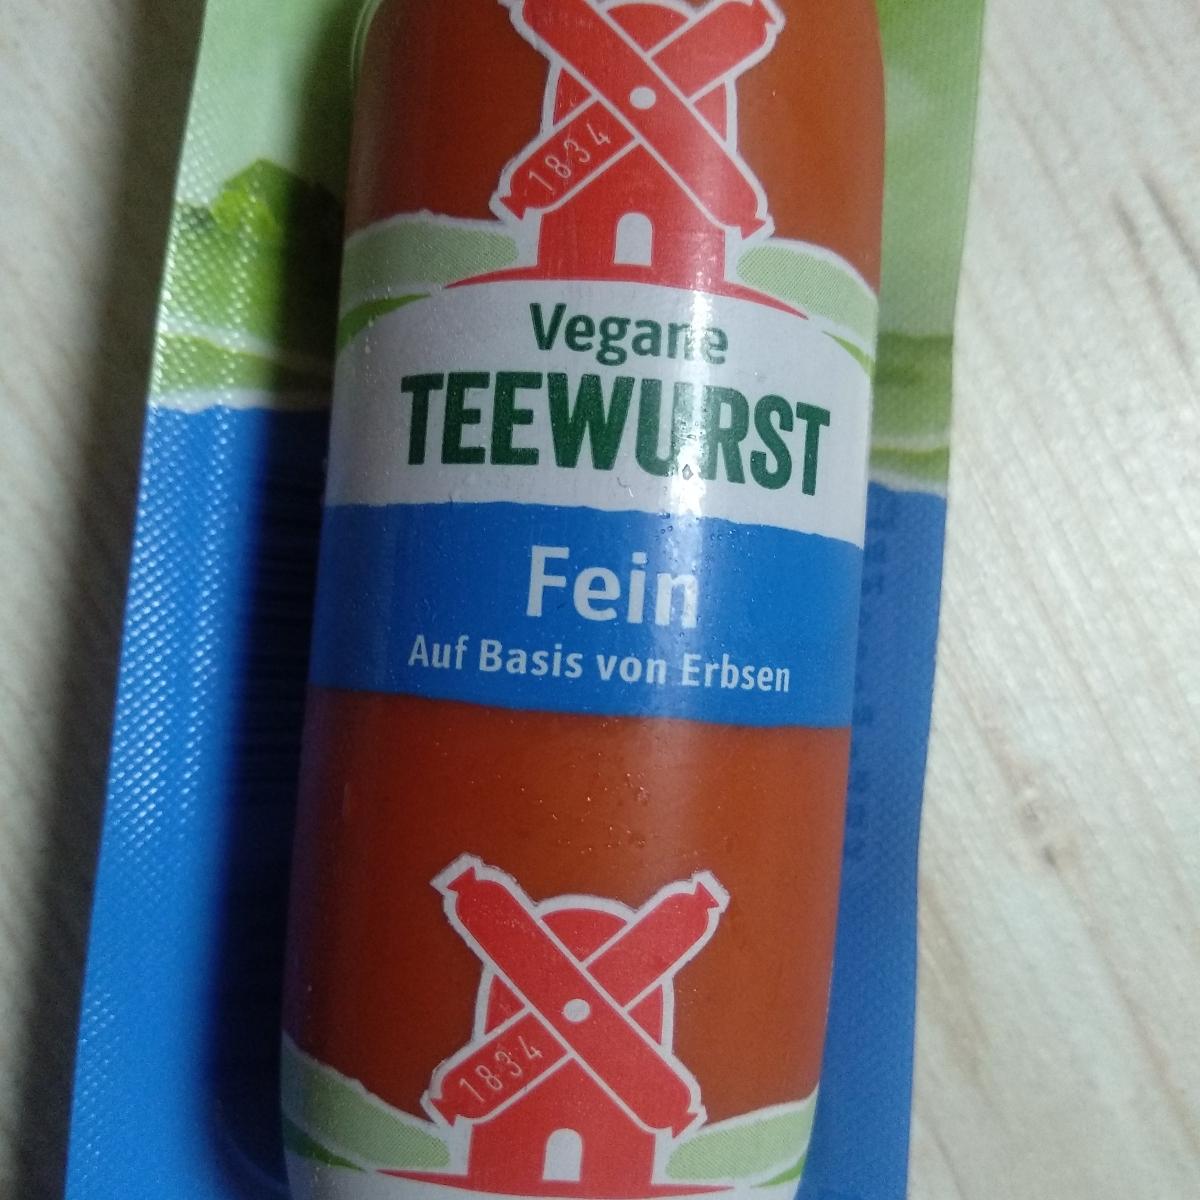 1834
Vegane
TEEWURST
Fein
Auf Basis von Erbsen
1834